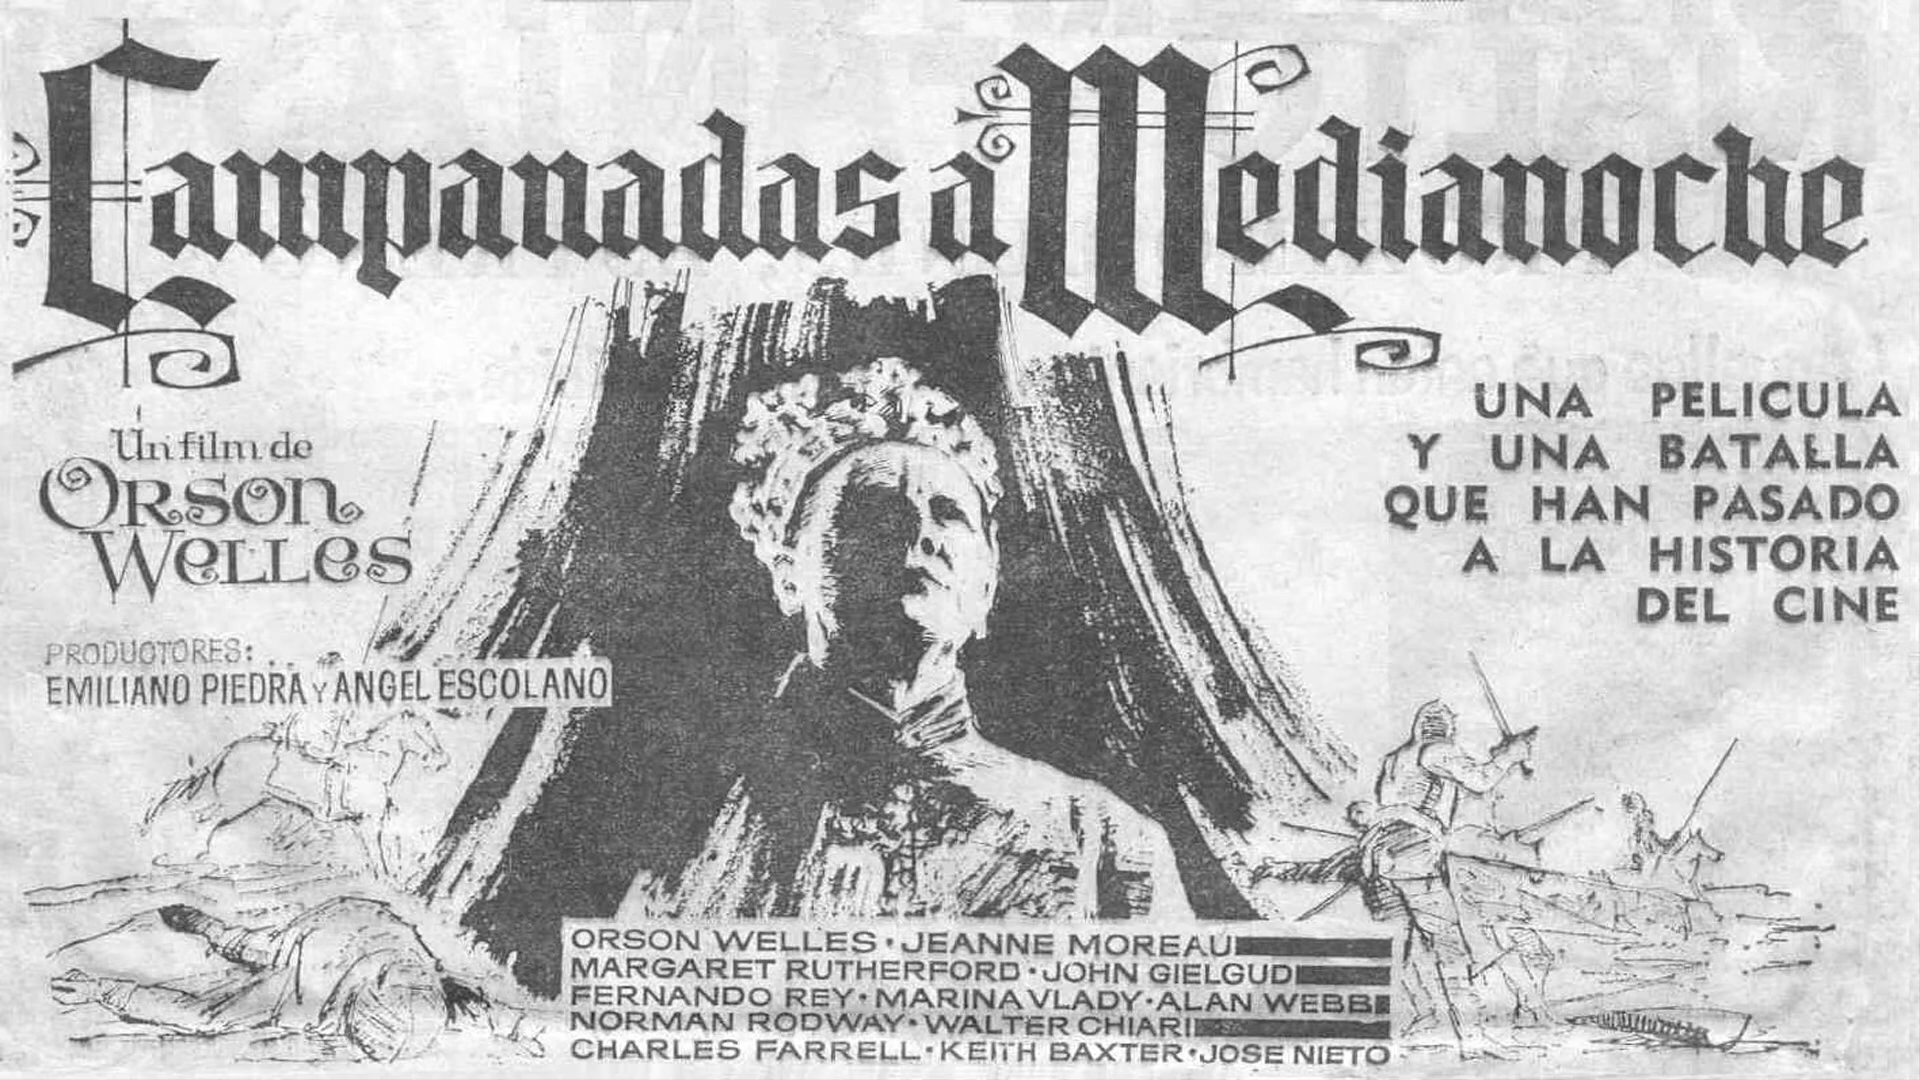 Campanadas a Medianoche
Un film de
ORSON
WELLES
PRODUCTORES:
EMILIANO PIEDRA Y ANGEL ESCOLANO
UNA PELICULA
Y UNA BATALLA
QUE HAN PASADO
A LA HISTORIA
DEL CINE
ORSON WELLES · JEANNE MOREAU
MARGARET RUTHERFORD · JOHN GIELGUD
FERNANDO REY · MARINA VLADY · ALAN WEBB
NORMAN RODWAY · WALTER CHIARI
CHARLES FARRELL · KEITH BAXTER · JOSE NIETO